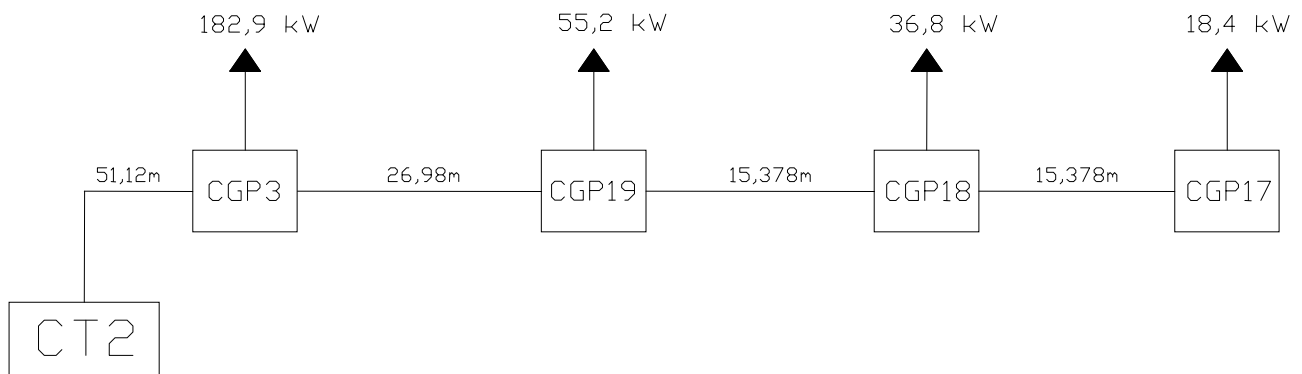 182,9 kW
55,2 kW
36,8 kW
18,4 kW
51,12m
26,98m
15,378m
15,378m
CGP3
CGP19
CGP18
CGP17
CT2